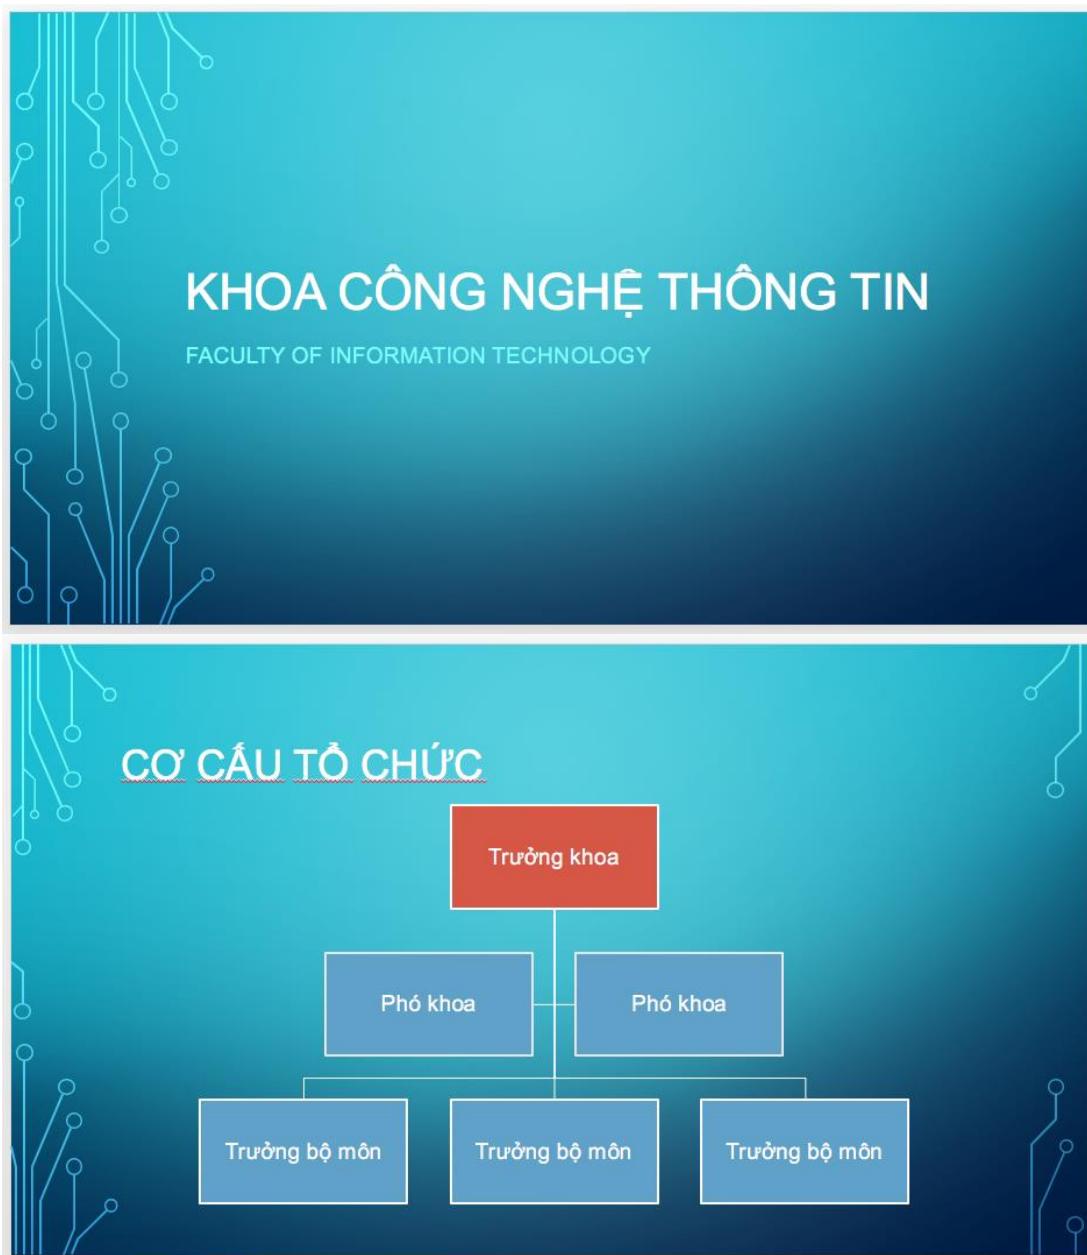 KHOA CÔNG NGHỆ THÔNG TIN
FACULTY OF INFORMATION TECHNOLOGY
CƠ CẤU TỔ CHỨC
Trưởng khoa
Phó khoa
Phó khoa
Trưởng bộ môn
Trưởng bộ môn
Trưởng bộ môn